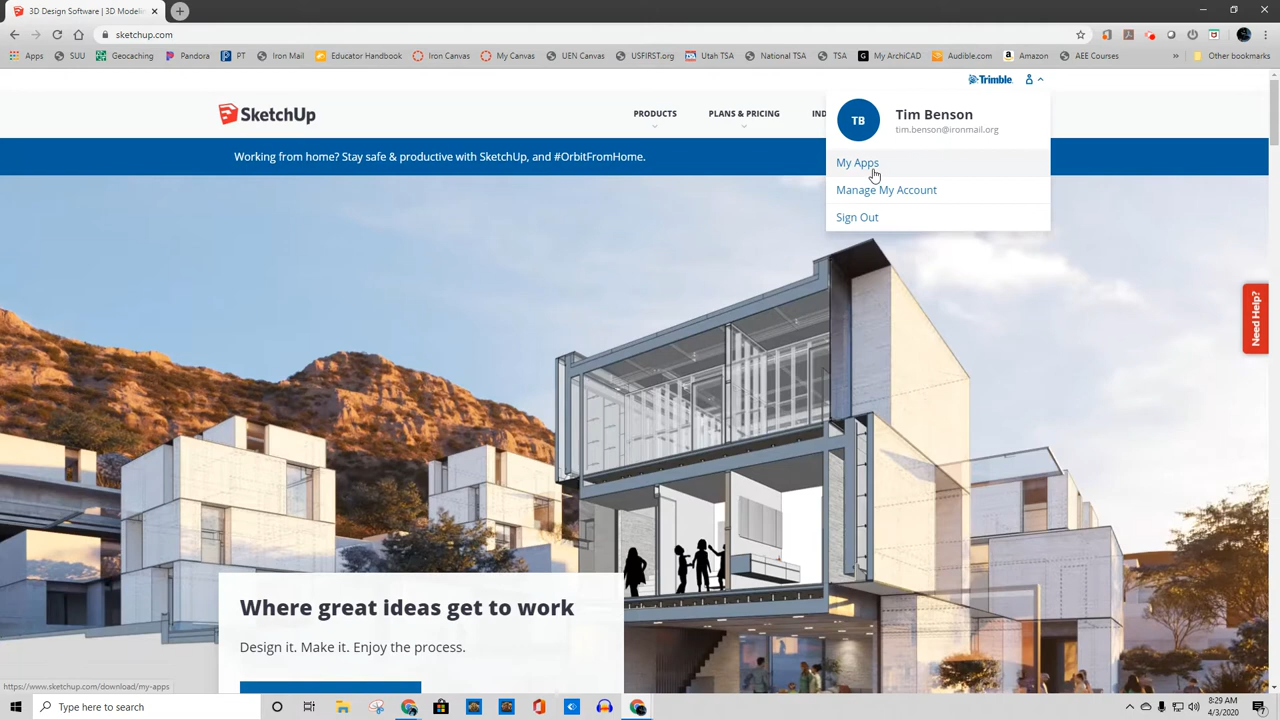 3D Design Software | 3D Modelin
sketchup.com
Apps
SUU
Geocaching
Pandora
PT
Iron Mail
Educator Handbook
Iron Canvas
My Canvas
UEN Canvas
USFIRST.org
Utah TSA
National TSA
TSA
My ArchiCAD
Audible.com
Amazon
AEE Courses
»
Other bookmarks
Trimble.
SketchUp
PRODUCTS
PLANS & PRICING
IND
TB
Tim Benson
tim.benson@ironmail.org
My Apps
Manage My Account
Sign Out
Working from home? Stay safe & productive with SketchUp, and #OrbitFromHome.
Need Help?
Where great ideas get to work
Design it. Make it. Enjoy the process.
https://www.sketchup.com/download/my-apps
Type here to search
8:29 AM
4/3/2020